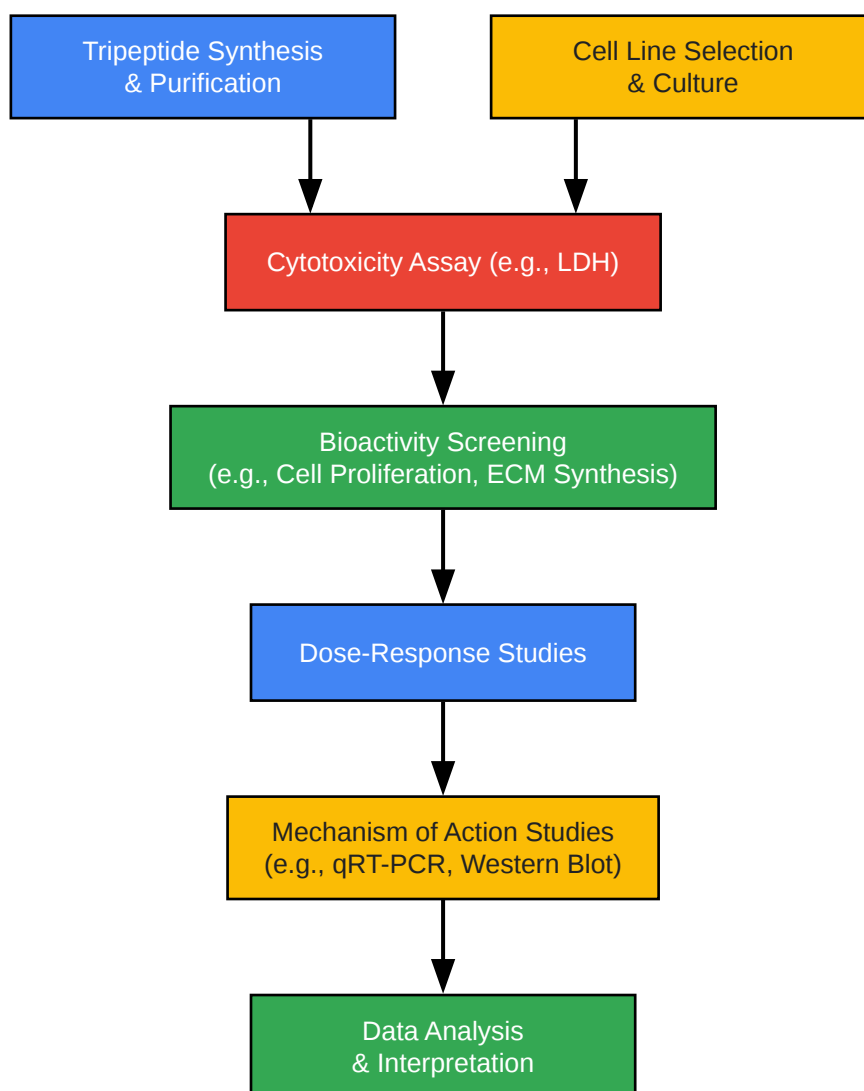 Tripeptide Synthesis
& Purification
Cell Line Selection
& Culture
Cytotoxicity Assay (e.g., LDH)
Bioactivity Screening
(e.g., Cell Proliferation, ECM Synthesis)
Dose-Response Studies
Mechanism of Action Studies
(e.g., qRT-PCR, Western Blot)
Data Analysis
& Interpretation